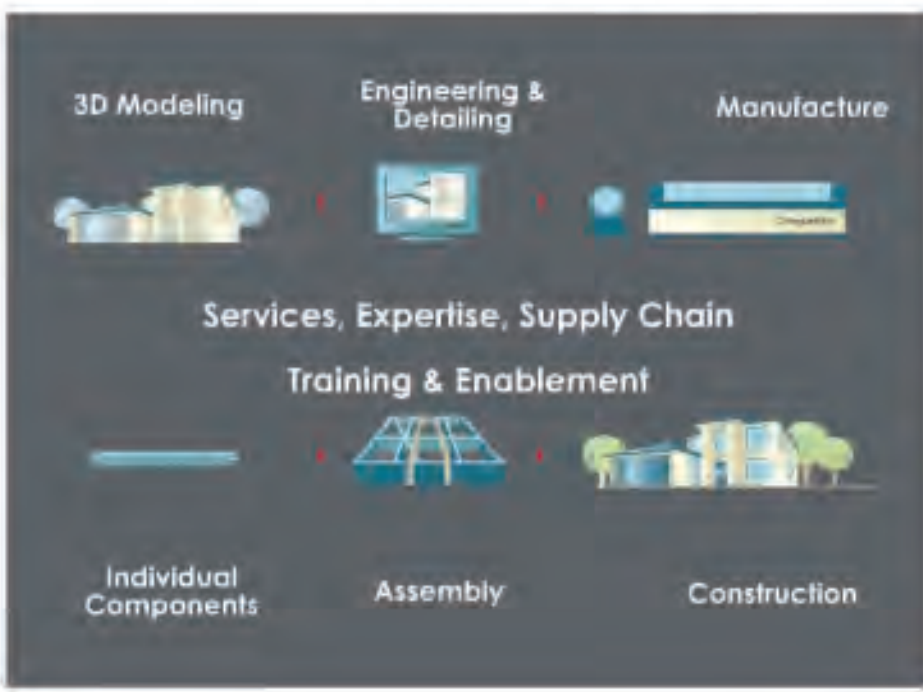 3D Modeling
Engineering &
Detailing
Manufacture
Services, Expertise, Supply Chain
Training & Enablement
Individual
Components
Assembly
Construction